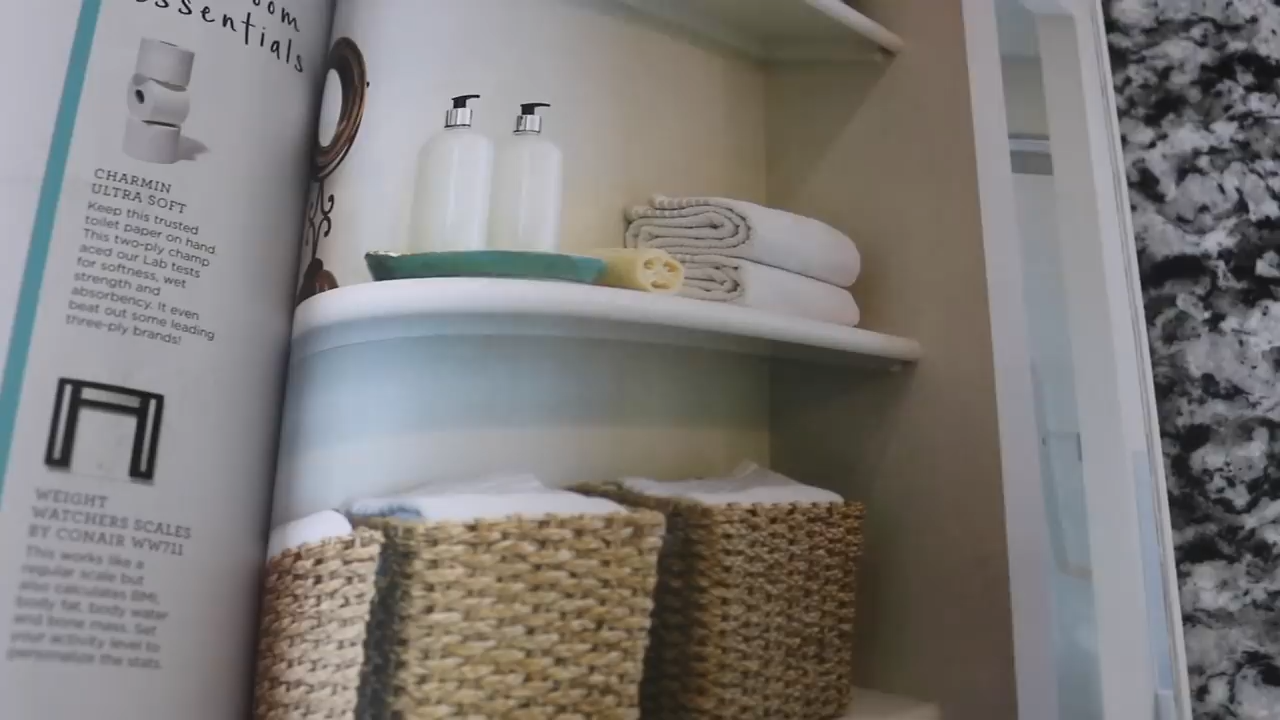 oom
essentials
CHARMIN
ULTRA SOFT
Keep this trusted
toilet paper on hand.
This two-ply champ
aced our Lab tests
for softness, wet
strength and
absorbency. It even
beat out some leading
three-ply brands!
WEIGHT
WATCHERS SCALES
BY CONAIR WW711
This works like a
regular scale but
also calculates BMI,
body fat, body water
and bone mass. Set
your activity level to
personalize the stats.